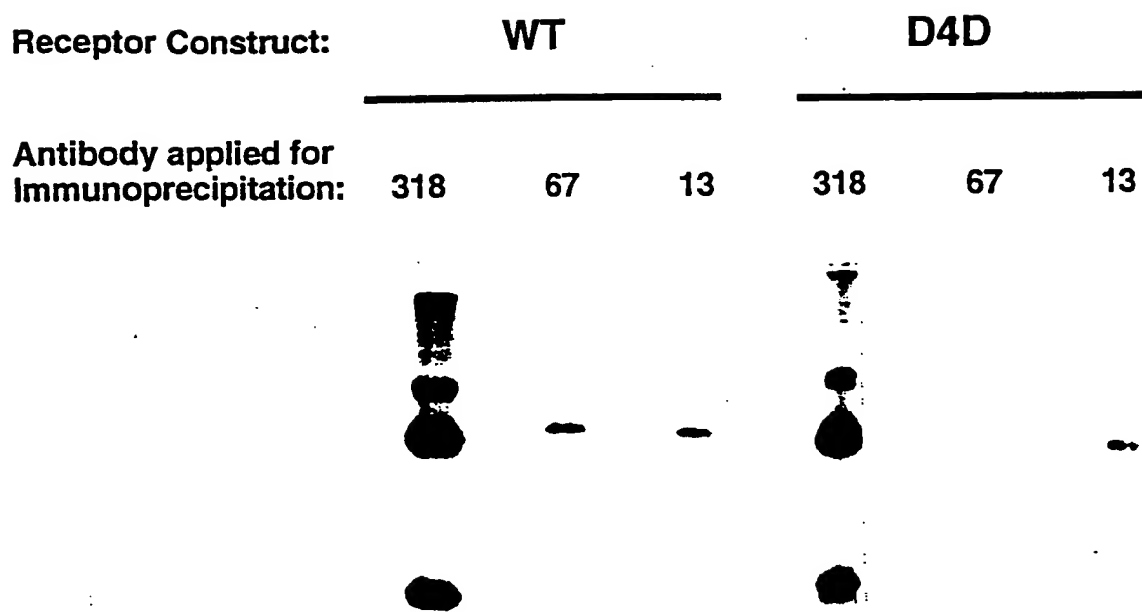 Receptor Construct: WT D4D
Antibody applied for
Immunoprecipitation: 318 67 13 318 67 13